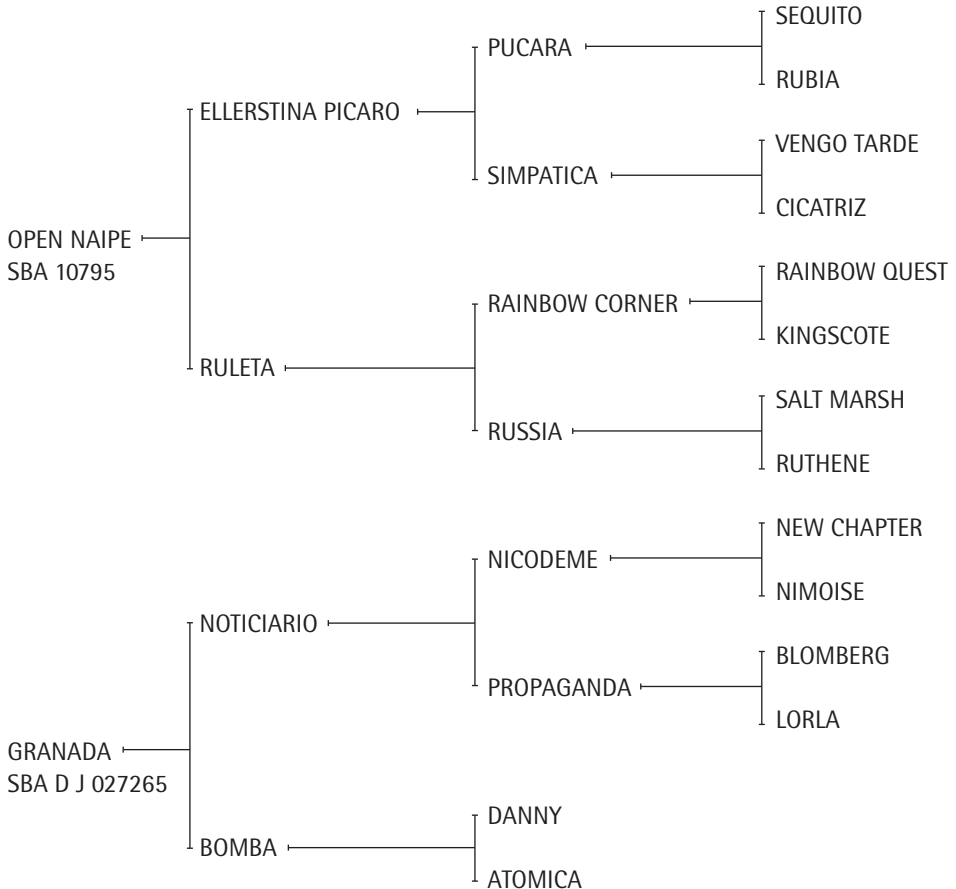 SEQUITO
PUCARA
RUBIA
ELLERSTINA PICARO
VENGO TARDE
SIMPATICA
CICATRIZ
OPEN NAIPE
SBA 10795
RAINBOW QUEST
RAINBOW CORNER
KINGSCOTE
RULETA
SALT MARSH
RUSSIA
RUTHENE
NEW CHAPTER
NICODEME
NIMOISE
NOTICIARIO
BLOMBERG
PROPAGANDA
LORLA
GRANADA
SBA D J 027265
DANNY
BOMBA
ATOMICA